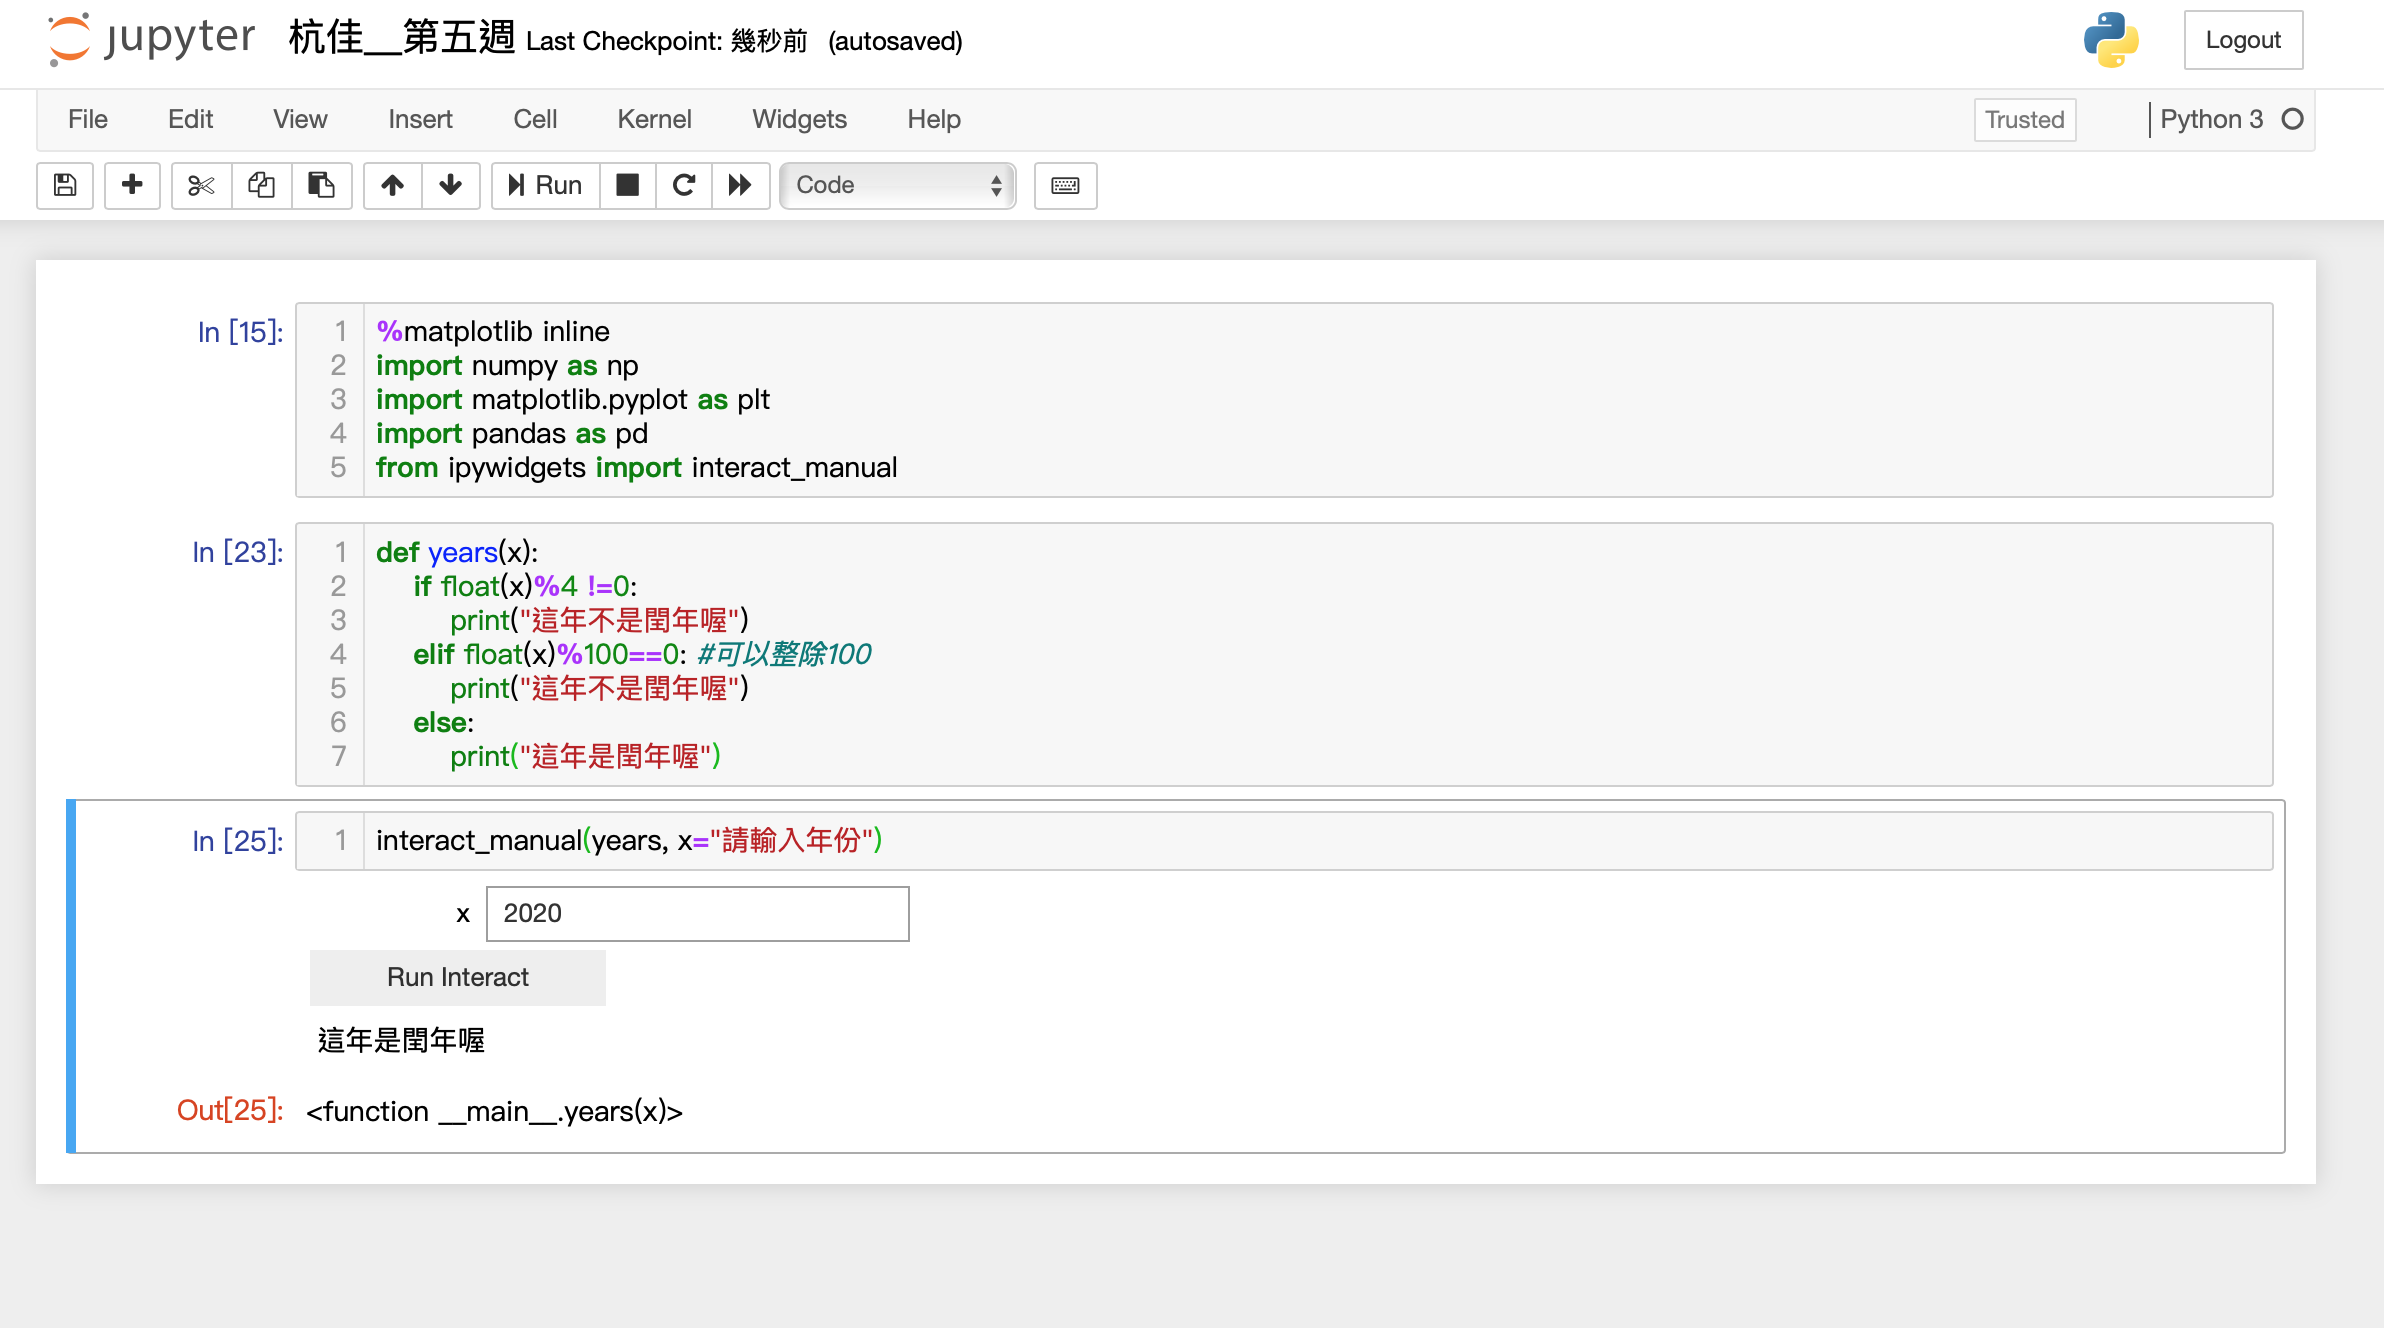 jupyter 杭佳__第五週 Last Checkpoint: 幾秒前 (autosaved) Logout
File Edit View Insert Cell Kernel Widgets Help Trusted Python 3
Run Code
In [15]:
1 %matplotlib inline
2 import numpy as np
3 import matplotlib.pyplot as plt
4 import pandas as pd
5 from ipywidgets import interact_manual
In [23]:
1 def years(x):
2 if float(x)%4 !=0:
3 print("這年不是閏年喔")
4 elif float(x)%100==0: #可以整除100
5 print("這年不是閏年喔")
6 else:
7 print("這年是閏年喔")
In [25]:
1 interact_manual(years, x="請輸入年份")
x 2020
Run Interact
這年是閏年喔
Out[25]: <function __main__.years(x)>